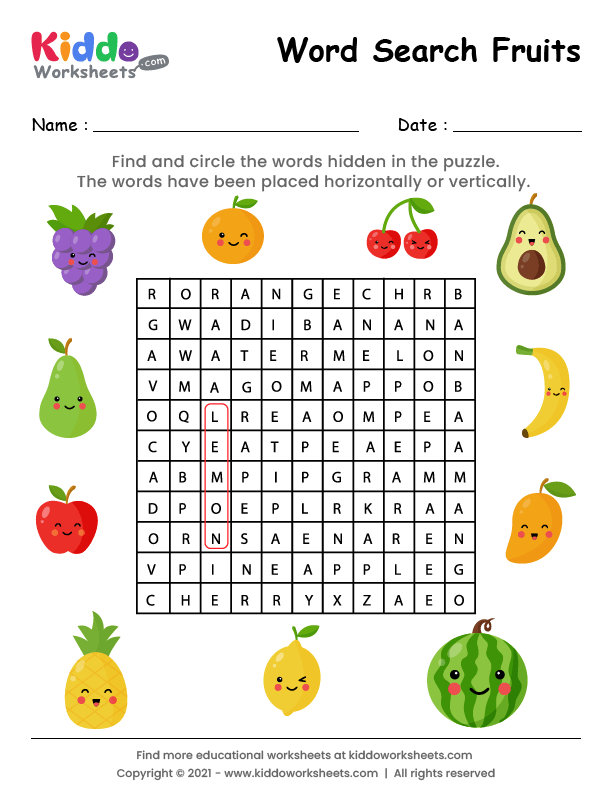 Kiddo
Worksheets.com
Word Search Fruits
Name :
Date :
Find and circle the words hidden in the puzzle.
The words have been placed horizontally or vertically.
R O R A N G E C H R B
G W A D I B A N A N A
A W A T E R M E L O N
V M A G O M A P P O B
O Q L R E A O M P E A
C Y E A T P E A E P A
A B M P I P G R A M M
D P O E P L R K R A A
O R N S A E N A R E N
V P I N E A P P L E G
C H E R R Y X Z A E O
Find more educational worksheets at kiddoworksheets.com
Copyright © 2021 - www.kiddoworksheets.com | All rights reserved